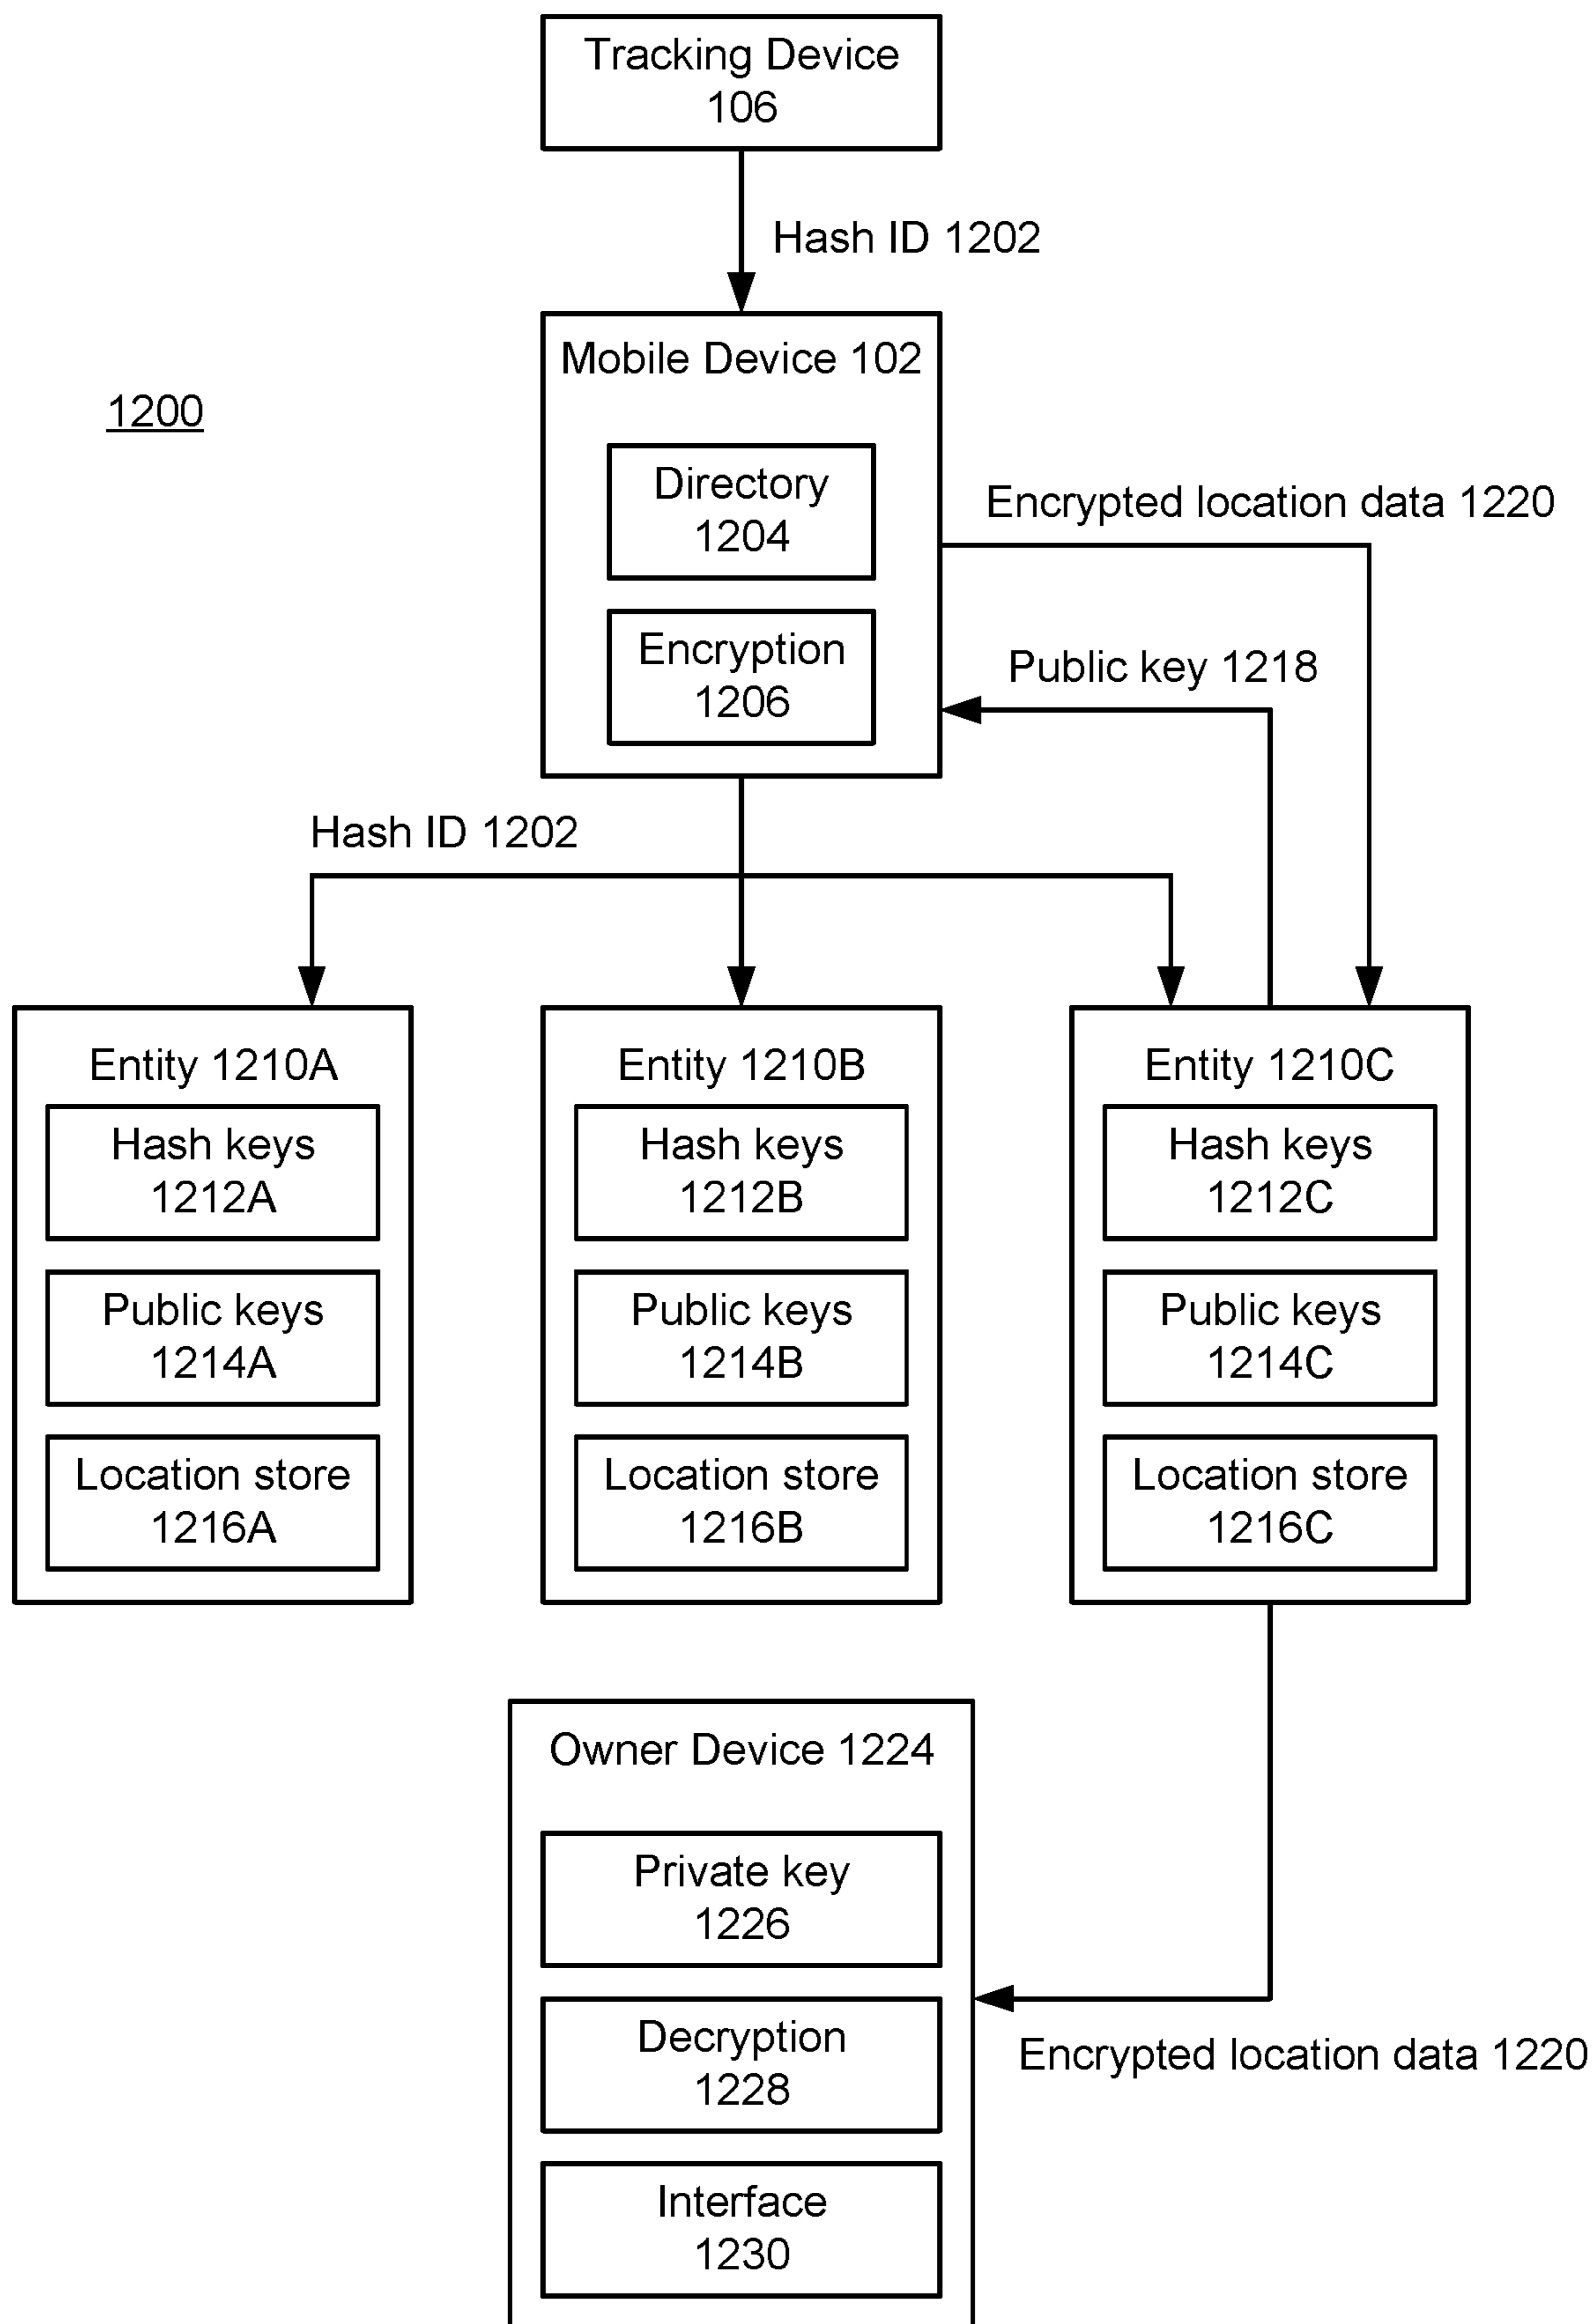 Tracking Device
106
Hash ID 1202
Mobile Device 102
1200
Directory
1204
Encrypted location data 1220
Encryption
1206
Public key 1218
Hash ID 1202
Entity 1210A
Hash keys
1212A
Public keys
1214A
Location store
1216A
Entity 1210B
Hash keys
1212B
Public keys
1214B
Location store
1216B
Entity 1210C
Hash keys
1212C
Public keys
1214C
Location store
1216C
Owner Device 1224
Private key
1226
Decryption
1228
Encrypted location data 1220
Interface
1230